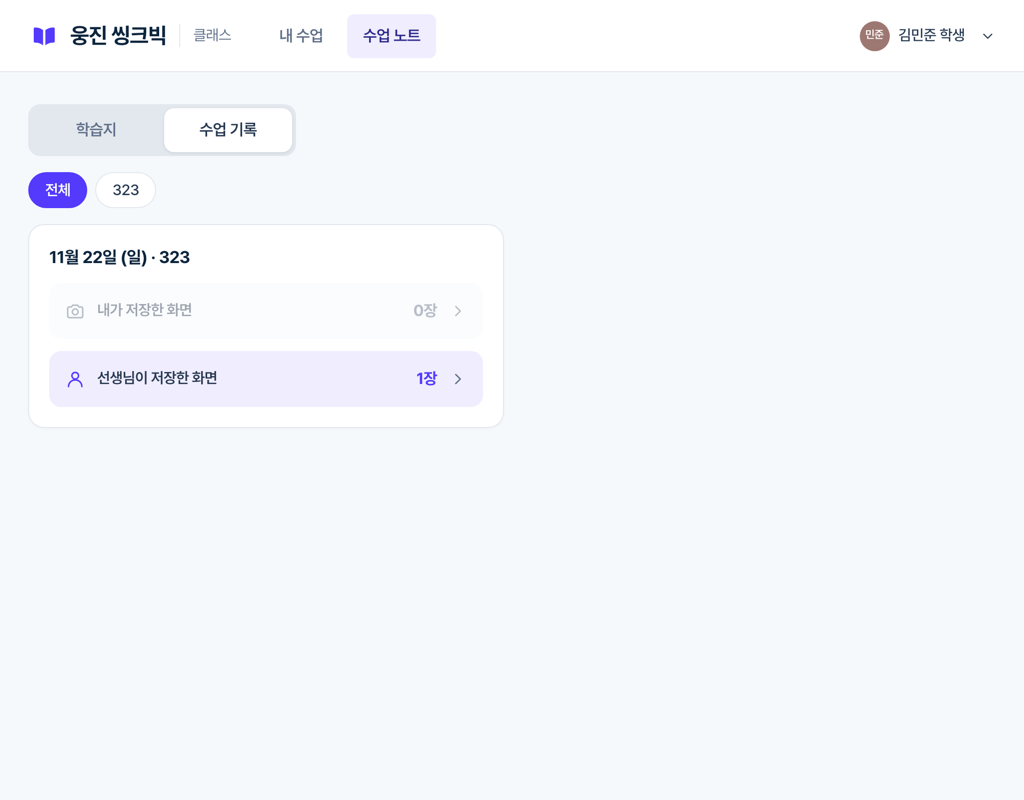 웅진 씽크빅 클래스 내 수업 수업 노트 민준 김민준 학생
학습지 수업 기록
전체 323
11월 22일 (일) · 323
내가 저장한 화면 0장
선생님이 저장한 화면 1장